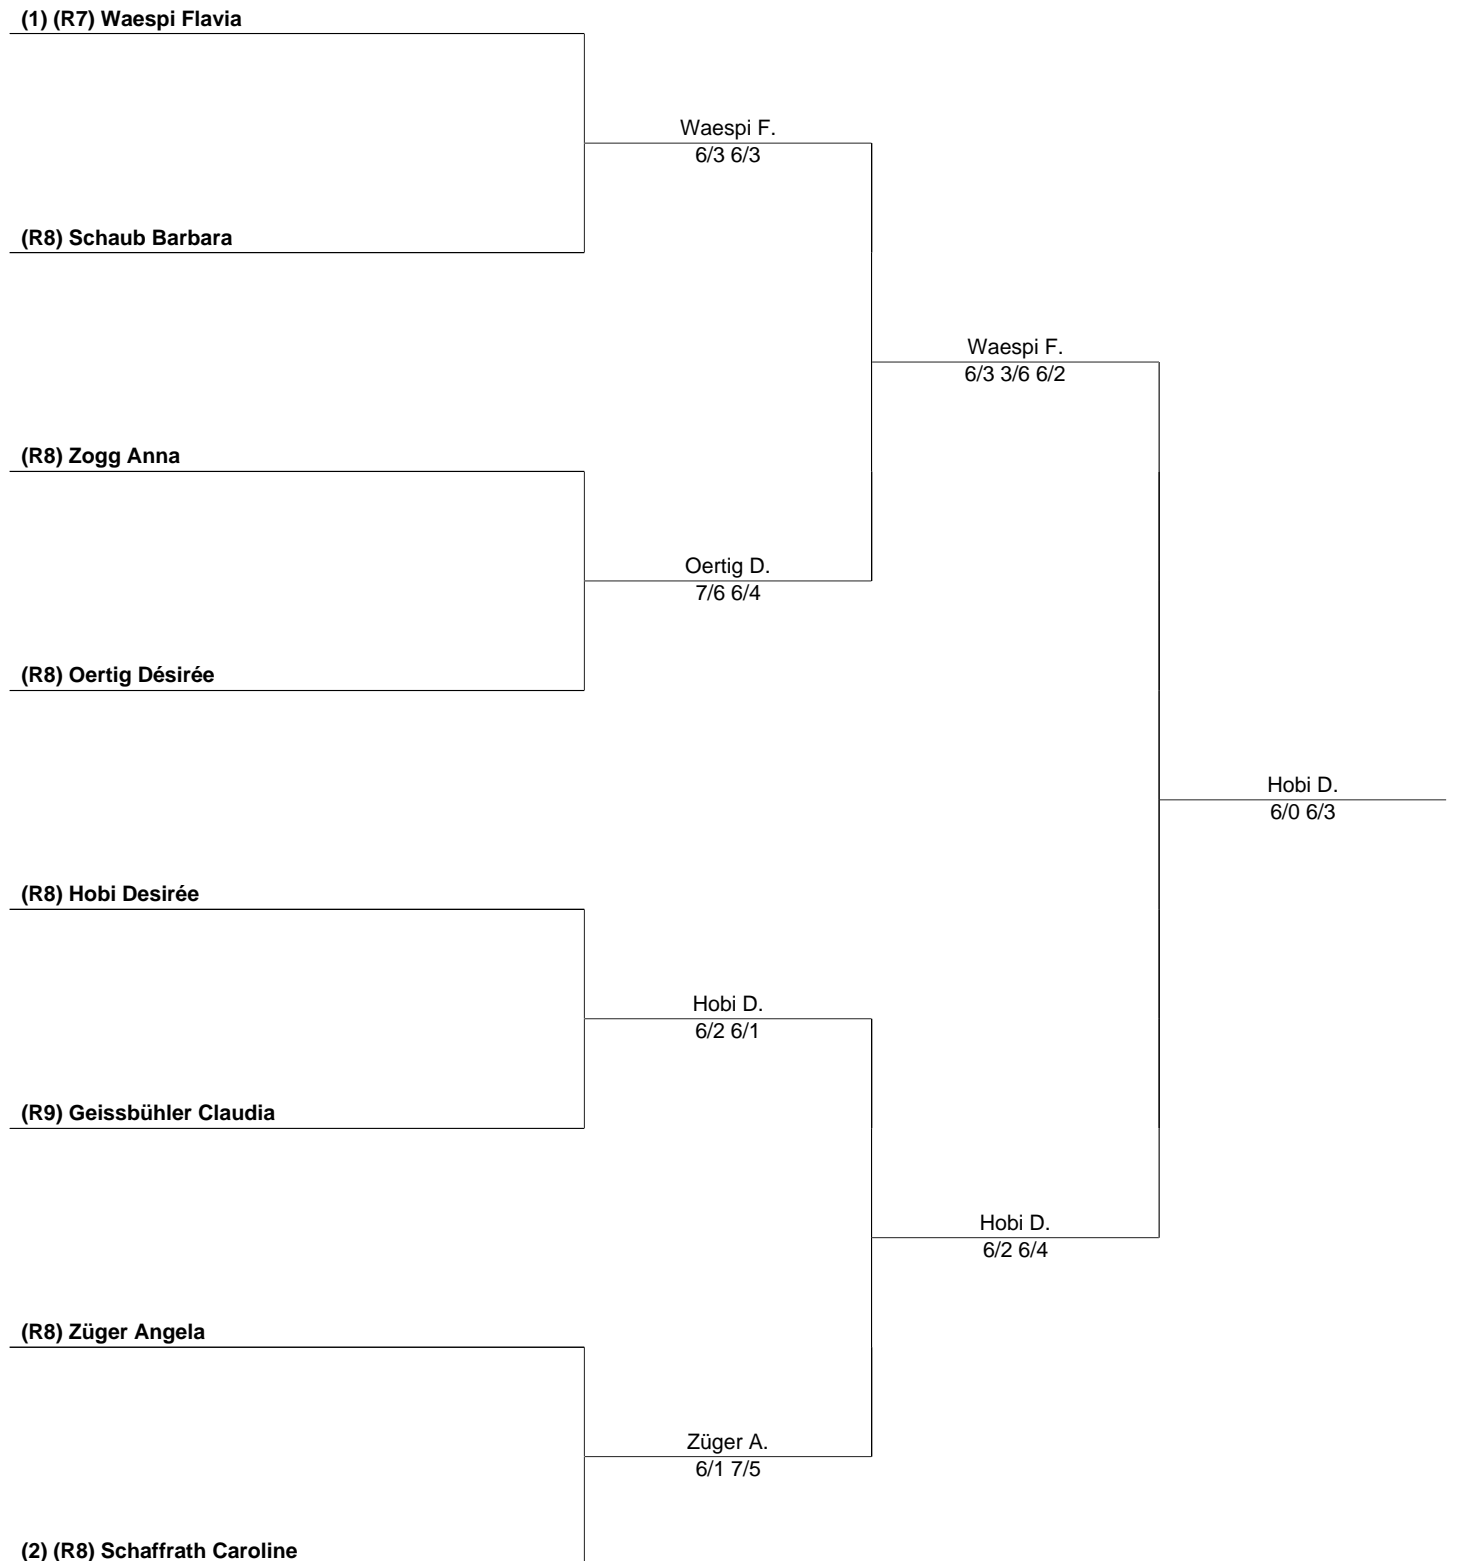 (1) (R7) Waespi Flavia
Waespi F.
6/3 6/3
(R8) Schaub Barbara
Waespi F.
6/3 3/6 6/2
(R8) Zogg Anna
Oertig D.
7/6 6/4
(R8) Oertig Désirée
Hobi D.
6/0 6/3
(R8) Hobi Desirée
Hobi D.
6/2 6/1
(R9) Geissbühler Claudia
Hobi D.
6/2 6/4
(R8) Züger Angela
Züger A.
6/1 7/5
(2) (R8) Schaffrath Caroline